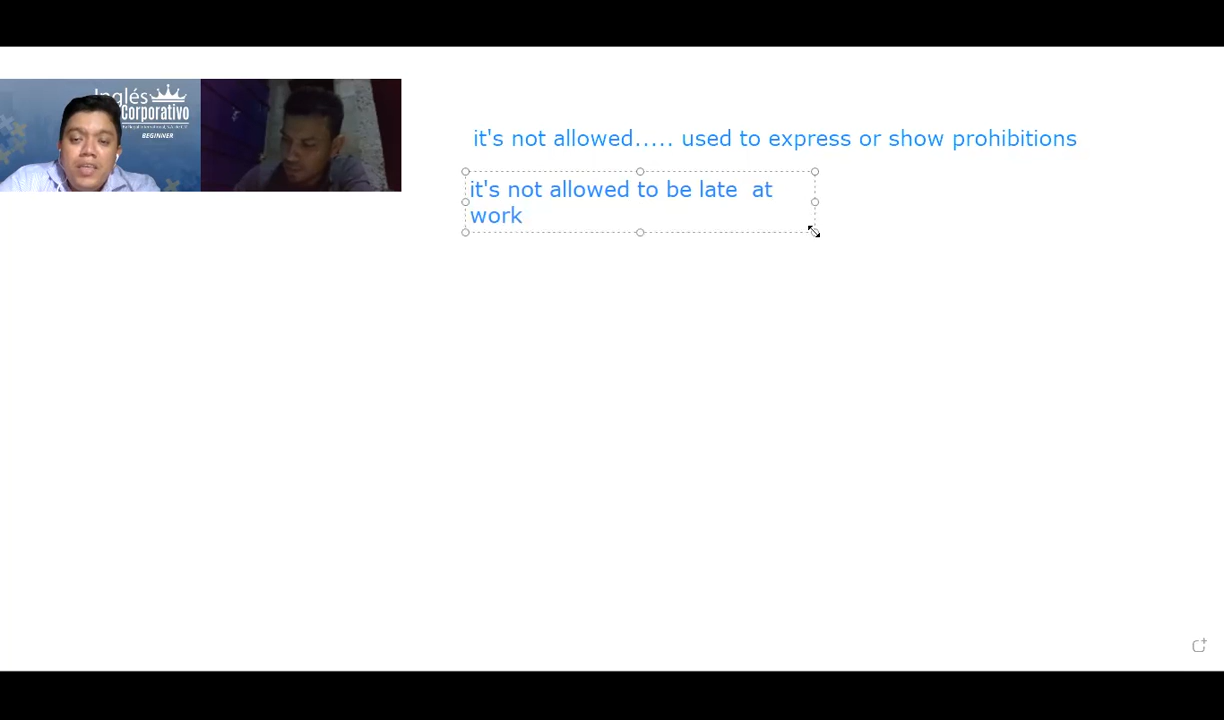 Inglés
Corporativo
BEGINNER
it's not allowed..... used to express or show prohibitions
it's not allowed to be late  at
work